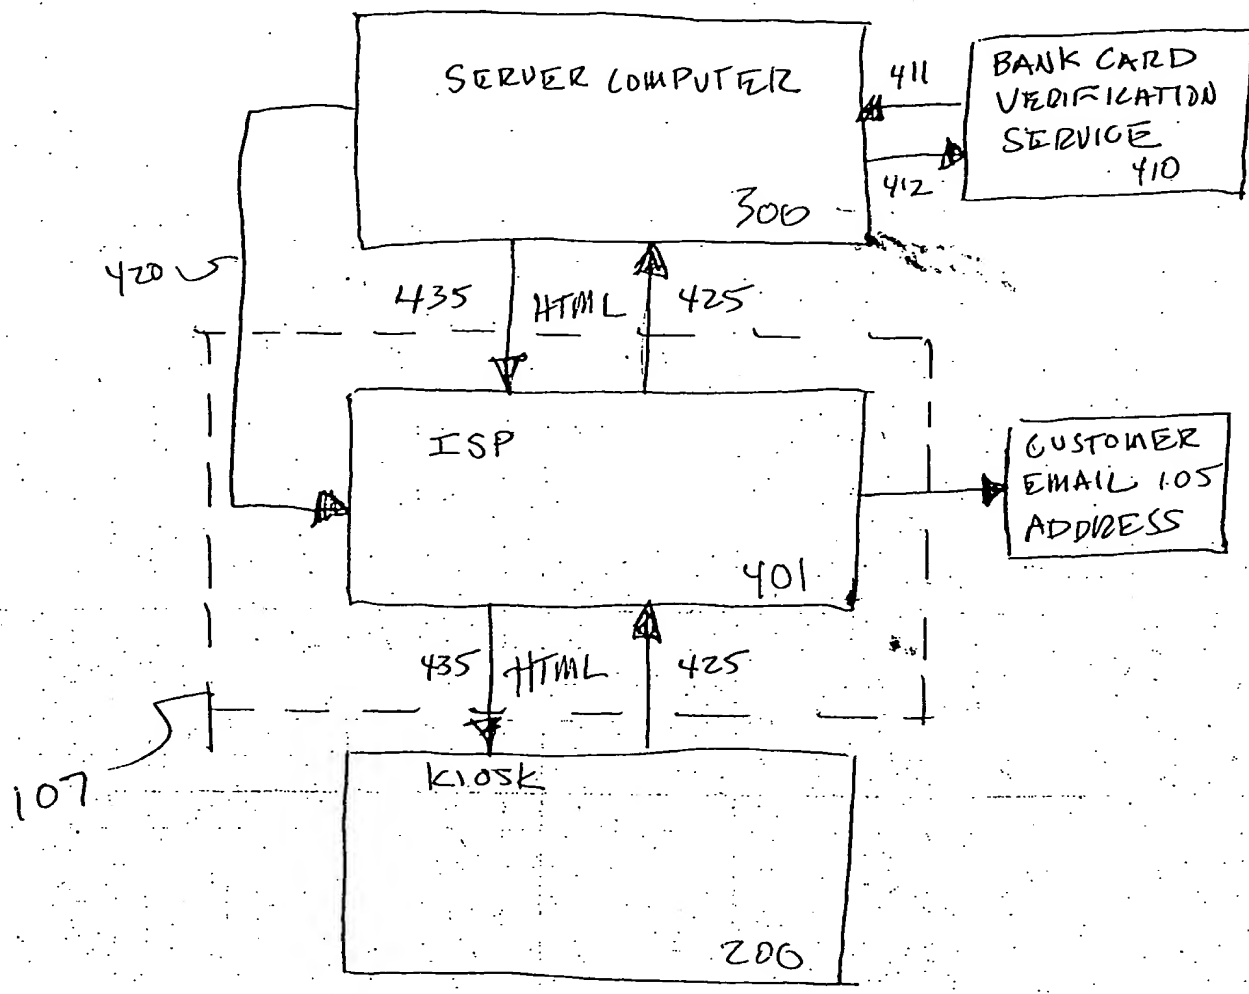 SERVER COMPUTER
300
411
412
BANK CARD
VERIFICATION
SERVICE
410
420
435 HTML 425
ISP
401
CUSTOMER
EMAIL 105
ADDRESS
435 HTML 425
107
KIOSK
200